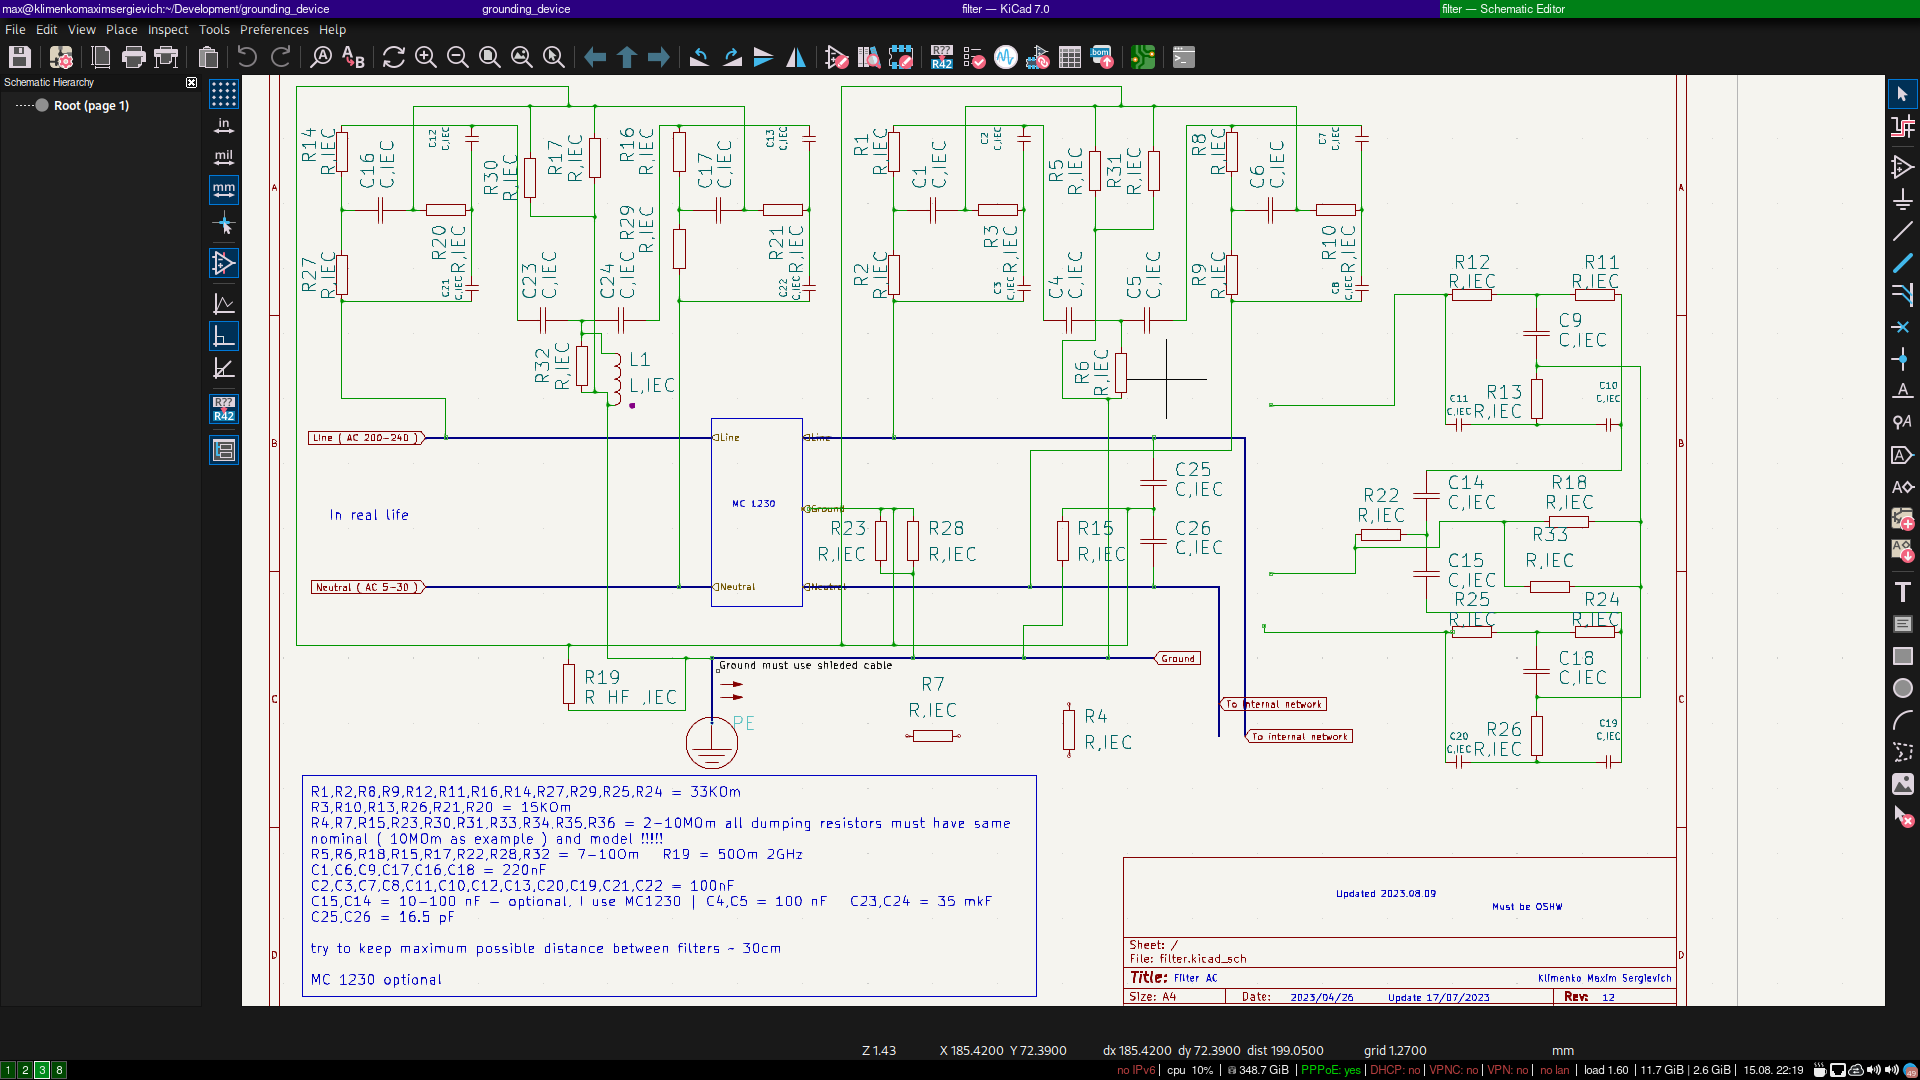 max@klimenkomaximsergievich:~/Development/grounding_device
grounding_device
filter — KiCad 7.0
filter — Schematic Editor
File Edit View Place Inspect Tools Preferences Help
Schematic Hierarchy
Root (page 1)
in
mil
mm
R??
R42
R??
R42
bom
A
A
B
B
C
C
D
D
R14
R,IEC
C16
C,IEC
C12
C,IEC
R30
R,IEC
R17
R,IEC
R16
R,IEC
C17
C,IEC
C13
C,IEC
R1
R,IEC
C1
C,IEC
C2
C,IEC
R5
R,IEC
R31
R,IEC
R8
R,IEC
C6
C,IEC
C7
C,IEC
R27
R,IEC
R20
R,IEC
C21
C,IEC
C23
C,IEC
C24
C,IEC
R29
R,IEC
R21
R,IEC
C22
C,IEC
R2
R,IEC
R3
R,IEC
C3
C,IEC
C4
C,IEC
C5
C,IEC
R9
R,IEC
R10
R,IEC
C8
C,IEC
R12
R,IEC
R11
R,IEC
C9
C,IEC
R32
R,IEC
L1
L,IEC
R6
R,IEC
R13
R,IEC
C11
C,IEC
C10
C,IEC
Line ( AC 200-240 )
Line
Line
MC 1230
In real life
Ground
R23
R,IEC
R28
R,IEC
R15
R,IEC
C25
C,IEC
C26
C,IEC
R22
R,IEC
C14
C,IEC
R18
R,IEC
R33
R,IEC
C15
C,IEC
Neutral ( AC 5-30 )
Neutral
Neutral
R25
R,IEC
R24
R,IEC
C18
C,IEC
Ground must use shieded cable
Ground
R19
R HF ,IEC
PE
R7
R,IEC
R4
R,IEC
To internal network
To internal network
R26
R,IEC
C20
C,IEC
C19
C,IEC
R1,R2,R8,R9,R12,R11,R16,R14,R27,R29,R25,R24 = 33KOm
R3,R10,R13,R26,R21,R20 = 15KOm
R4,R7,R15,R23,R30,R31,R33,R34,R35,R36 = 2-10MOm all dumping resistors must have same
nominal ( 10MOm as example ) and model !!!!!
R5,R6,R18,R15,R17,R22,R28,R32 = 7-10Om R19 = 50Om 2GHz
C1,C6,C9,C17,C16,C18 = 220nF
C2,C3,C7,C8,C11,C10,C12,C13,C20,C19,C21,C22 = 100nF
C15,C14 = 10-100 nF - optional, I use MC1230 | C4,C5 = 100 nF C23,C24 = 35 mkF
C25,C26 = 16.5 pF
try to keep maximum possible distance between filters ~ 30cm
MC 1230 optional
Updated 2023.08.09
Must be OSHW
Sheet: /
File: filter.kicad_sch
Title: Filter AC
Klimenko Maxim Sergievich
Size: A4
Date: 2023/04/26 Update 17/07/2023
Rev: 12
Z 1.43
X 185.4200 Y 72.3900
dx 185.4200 dy 72.3900 dist 199.0500
grid 1.2700
mm
1 2 3 8
no IPv6 | cpu 10% | 348.7 GiB | PPPoE: yes | DHCP: no | VPNC: no | VPN: no | no lan | load 1.60 | 11.7 GiB | 2.6 GiB | 15.08. 22:19